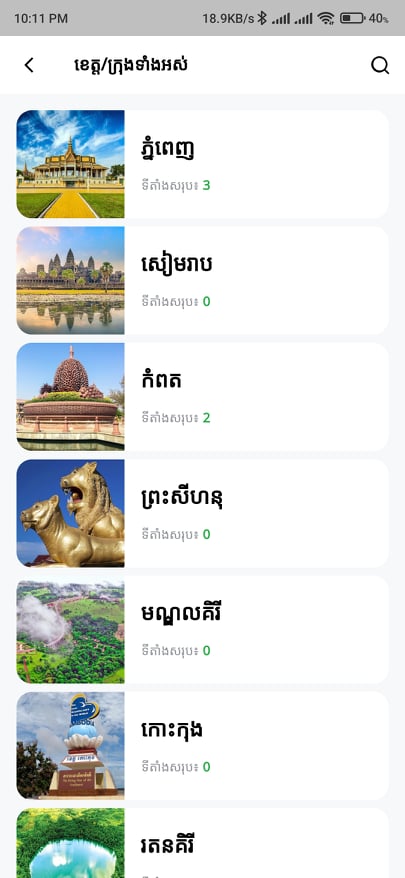 10:11 PM 18.9KB/s 40%
ខេត្ត/ក្រុងទាំងអស់
ភ្នំពេញ
ទីតាំងសរុប៖ 3
សៀមរាប
ទីតាំងសរុប៖ 0
កំពត
ទីតាំងសរុប៖ 2
ព្រះសីហនុ
ទីតាំងសរុប៖ 0
មណ្ឌលគិរី
ទីតាំងសរុប៖ 0
កោះកុង
ទីតាំងសរុប៖ 0
រតនគិរី